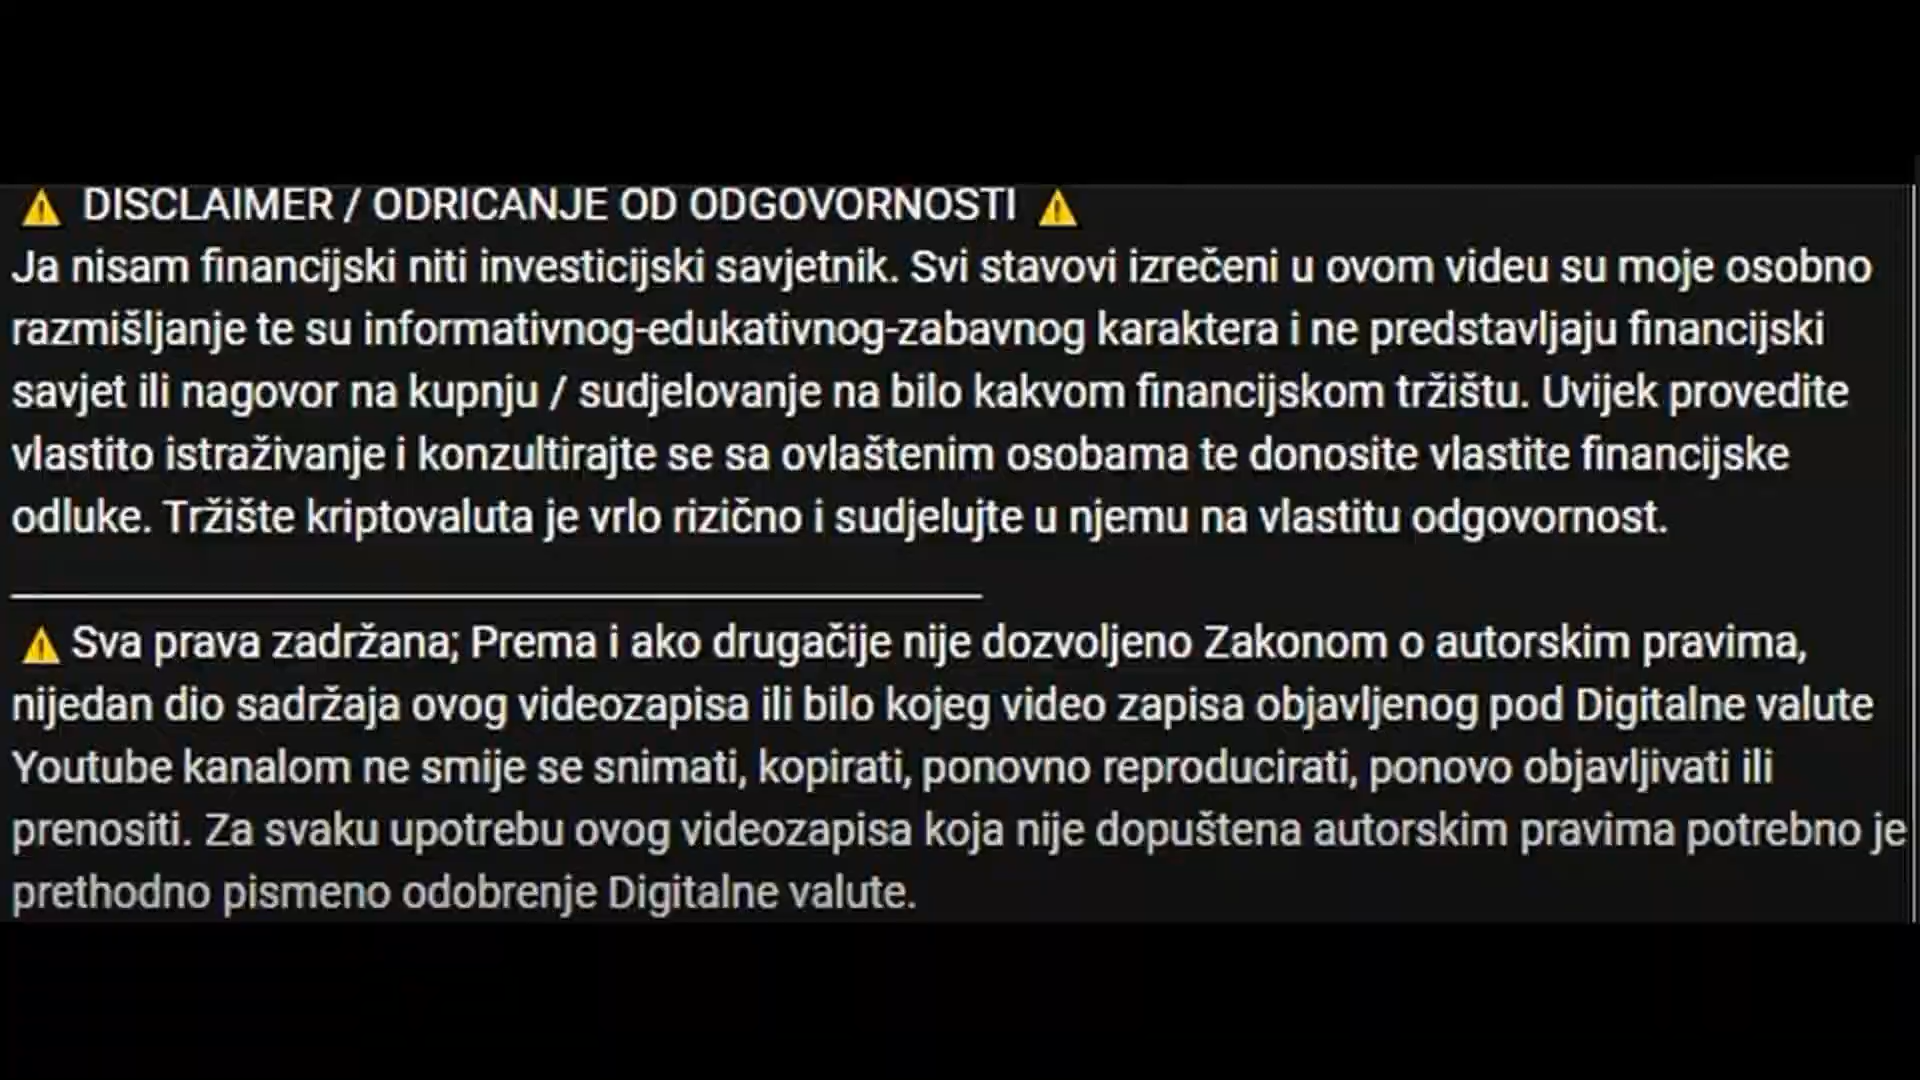 ⚠ DISCLAIMER / ODRICANJE OD ODGOVORNOSTI ⚠
Ja nisam financijski niti investicijski savjetnik. Svi stavovi izrečeni u ovom videu su moje osobno
razmišljanje te su informativnog-edukativnog-zabavnog karaktera i ne predstavljaju financijski
savjet ili nagovor na kupnju / sudjelovanje na bilo kakvom financijskom tržištu. Uvijek provedite
vlastito istraživanje i konzultirajte se sa ovlaštenim osobama te donosite vlastite financijske
odluke. Tržište kriptovaluta je vrlo rizično i sudjelujte u njemu na vlastitu odgovornost.
⚠ Sva prava zadržana; Prema i ako drugačije nije dozvoljeno Zakonom o autorskim pravima,
nijedan dio sadržaja ovog videozapisa ili bilo kojeg video zapisa objavljenog pod Digitalne valute
Youtube kanalom ne smije se snimati, kopirati, ponovno reproducirati, ponovo objavljivati ili
prenositi. Za svaku upotrebu ovog videozapisa koja nije dopuštena autorskim pravima potrebno je
prethodno pismeno odobrenje Digitalne valute.